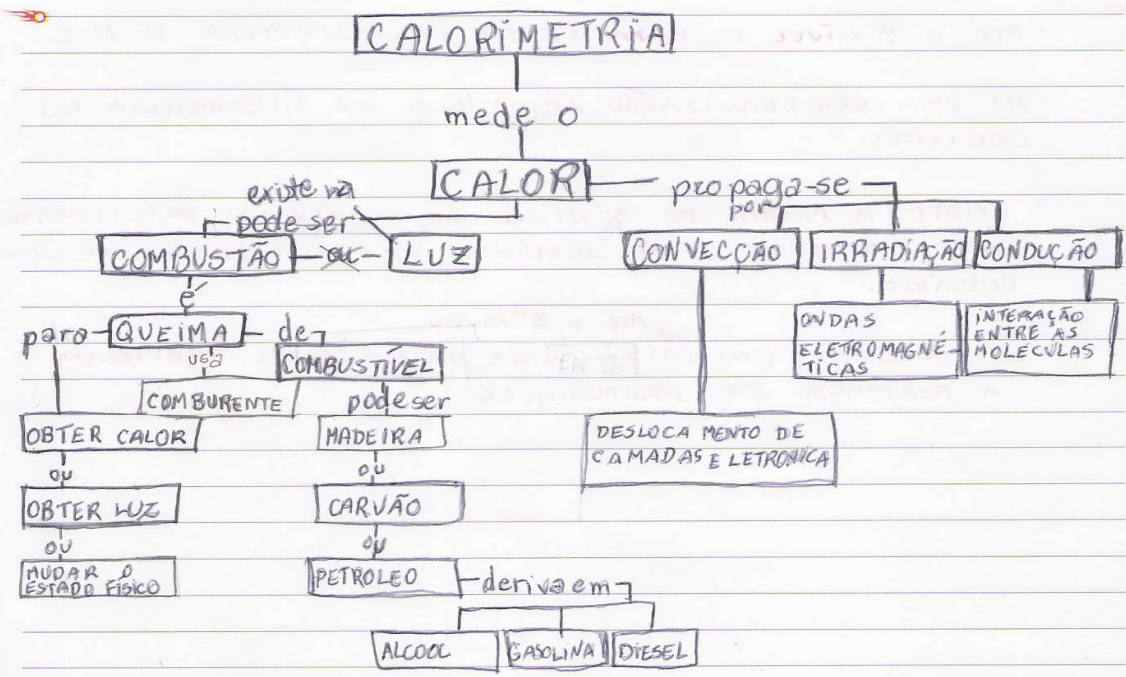 CALORIMETRIA
mede o
CALOR
propaga-se
por
existe na
pode ser
COMBUSTÃO
ou
LUZ
CONVECÇÃO
IRRADIAÇÃO
CONDUÇÃO
é
para
QUEIMA
de
usa
COMBUSTÍVEL
COMBURENTE
pode ser
ONDAS
ELETROMAGNÉ-
TICAS
INTERAÇÃO
ENTRE AS
MOLÉCULAS
OBTER CALOR
MADEIRA
DESLOCAMENTO DE
CAMADAS ELETRONICA
ou
ou
OBTER LUZ
CARVÃO
ou
ou
MUDAR O
ESTADO FÍSICO
PETROLEO
deriva em
ALCOOL
GASOLINA
DIESEL